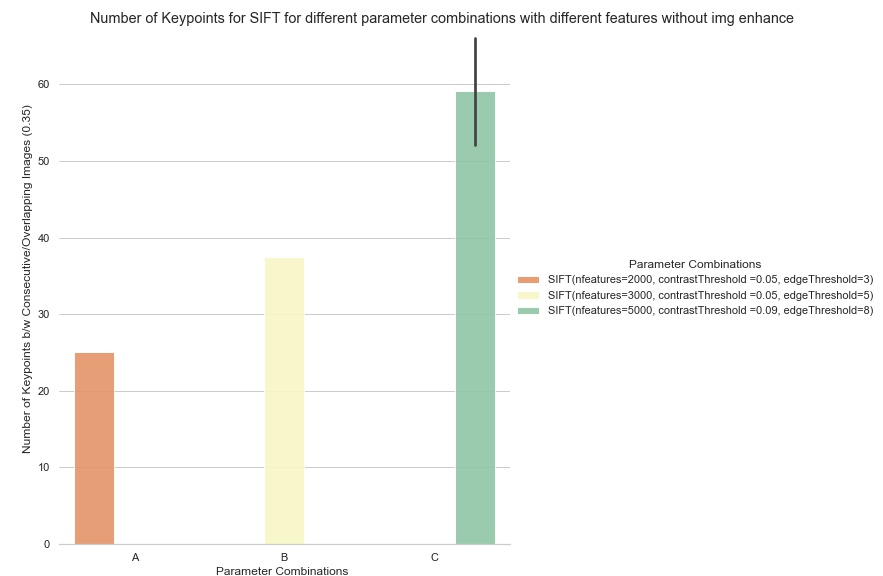 Number of Keypoints for SIFT for different parameter combinations with different features without img enhance
Number of Keypoints b/w Consecutive/Overlapping Images (0.35)
60
50
40
30
20
10
0
A B C
Parameter Combinations
Parameter Combinations
SIFT(nfeatures=2000, contrastThreshold =0.05, edgeThreshold=3)
SIFT(nfeatures=3000, contrastThreshold =0.05, edgeThreshold=5)
SIFT(nfeatures=5000, contrastThreshold =0.09, edgeThreshold=8)